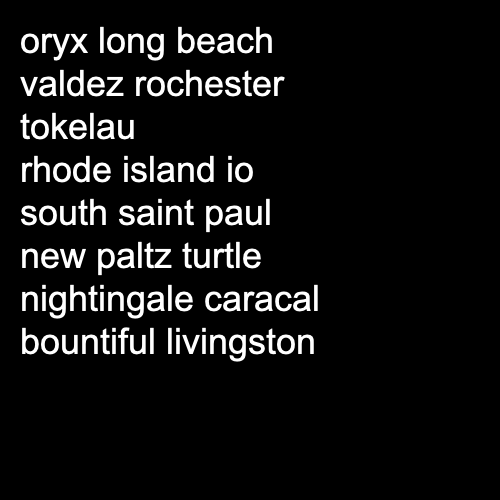 oryx long beach
valdez rochester
tokelau
rhode island io
south saint paul
new paltz turtle
nightingale caracal
bountiful livingston